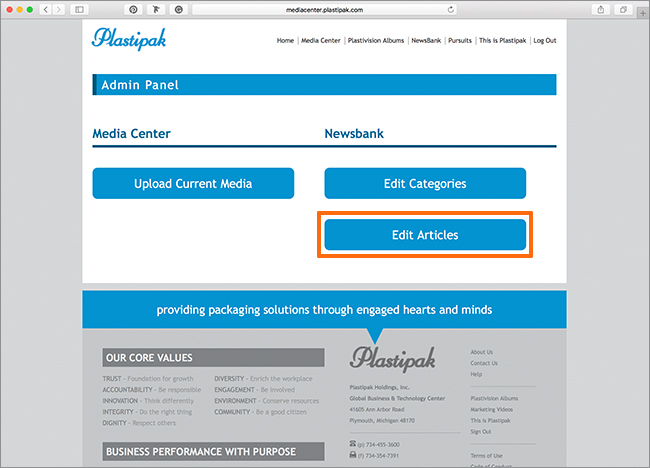 mediacenter.plastipak.com
Plastipak
Home | Media Center | Plastivision Albums | NewsBank | Pursuits | This is Plastipak | Log Out
Admin Panel
Media Center
Newsbank
Upload Current Media
Edit Categories
Edit Articles
providing packaging solutions through engaged hearts and minds
OUR CORE VALUES
TRUST - Foundation for growth
ACCOUNTABILITY - Be responsible
INNOVATION - Think differently
INTEGRITY - Do the right thing
DIGNITY - Respect others
DIVERSITY - Enrich the workplace
ENGAGEMENT - Be involved
ENVIRONMENT - Conserve resources
COMMUNITY - Be a good citizen
BUSINESS PERFORMANCE WITH PURPOSE
Plastipak
Plastipak Holdings, Inc.
Global Business & Technology Center
41605 Ann Arbor Road
Plymouth, Michigan 48170
(p) 734-455-3600
(f) 734-354-7391
About Us
Contact Us
Help
Plastivision Albums
Marketing Videos
This is Plastipak
Sign Out
Terms of Use
Code of Conduct